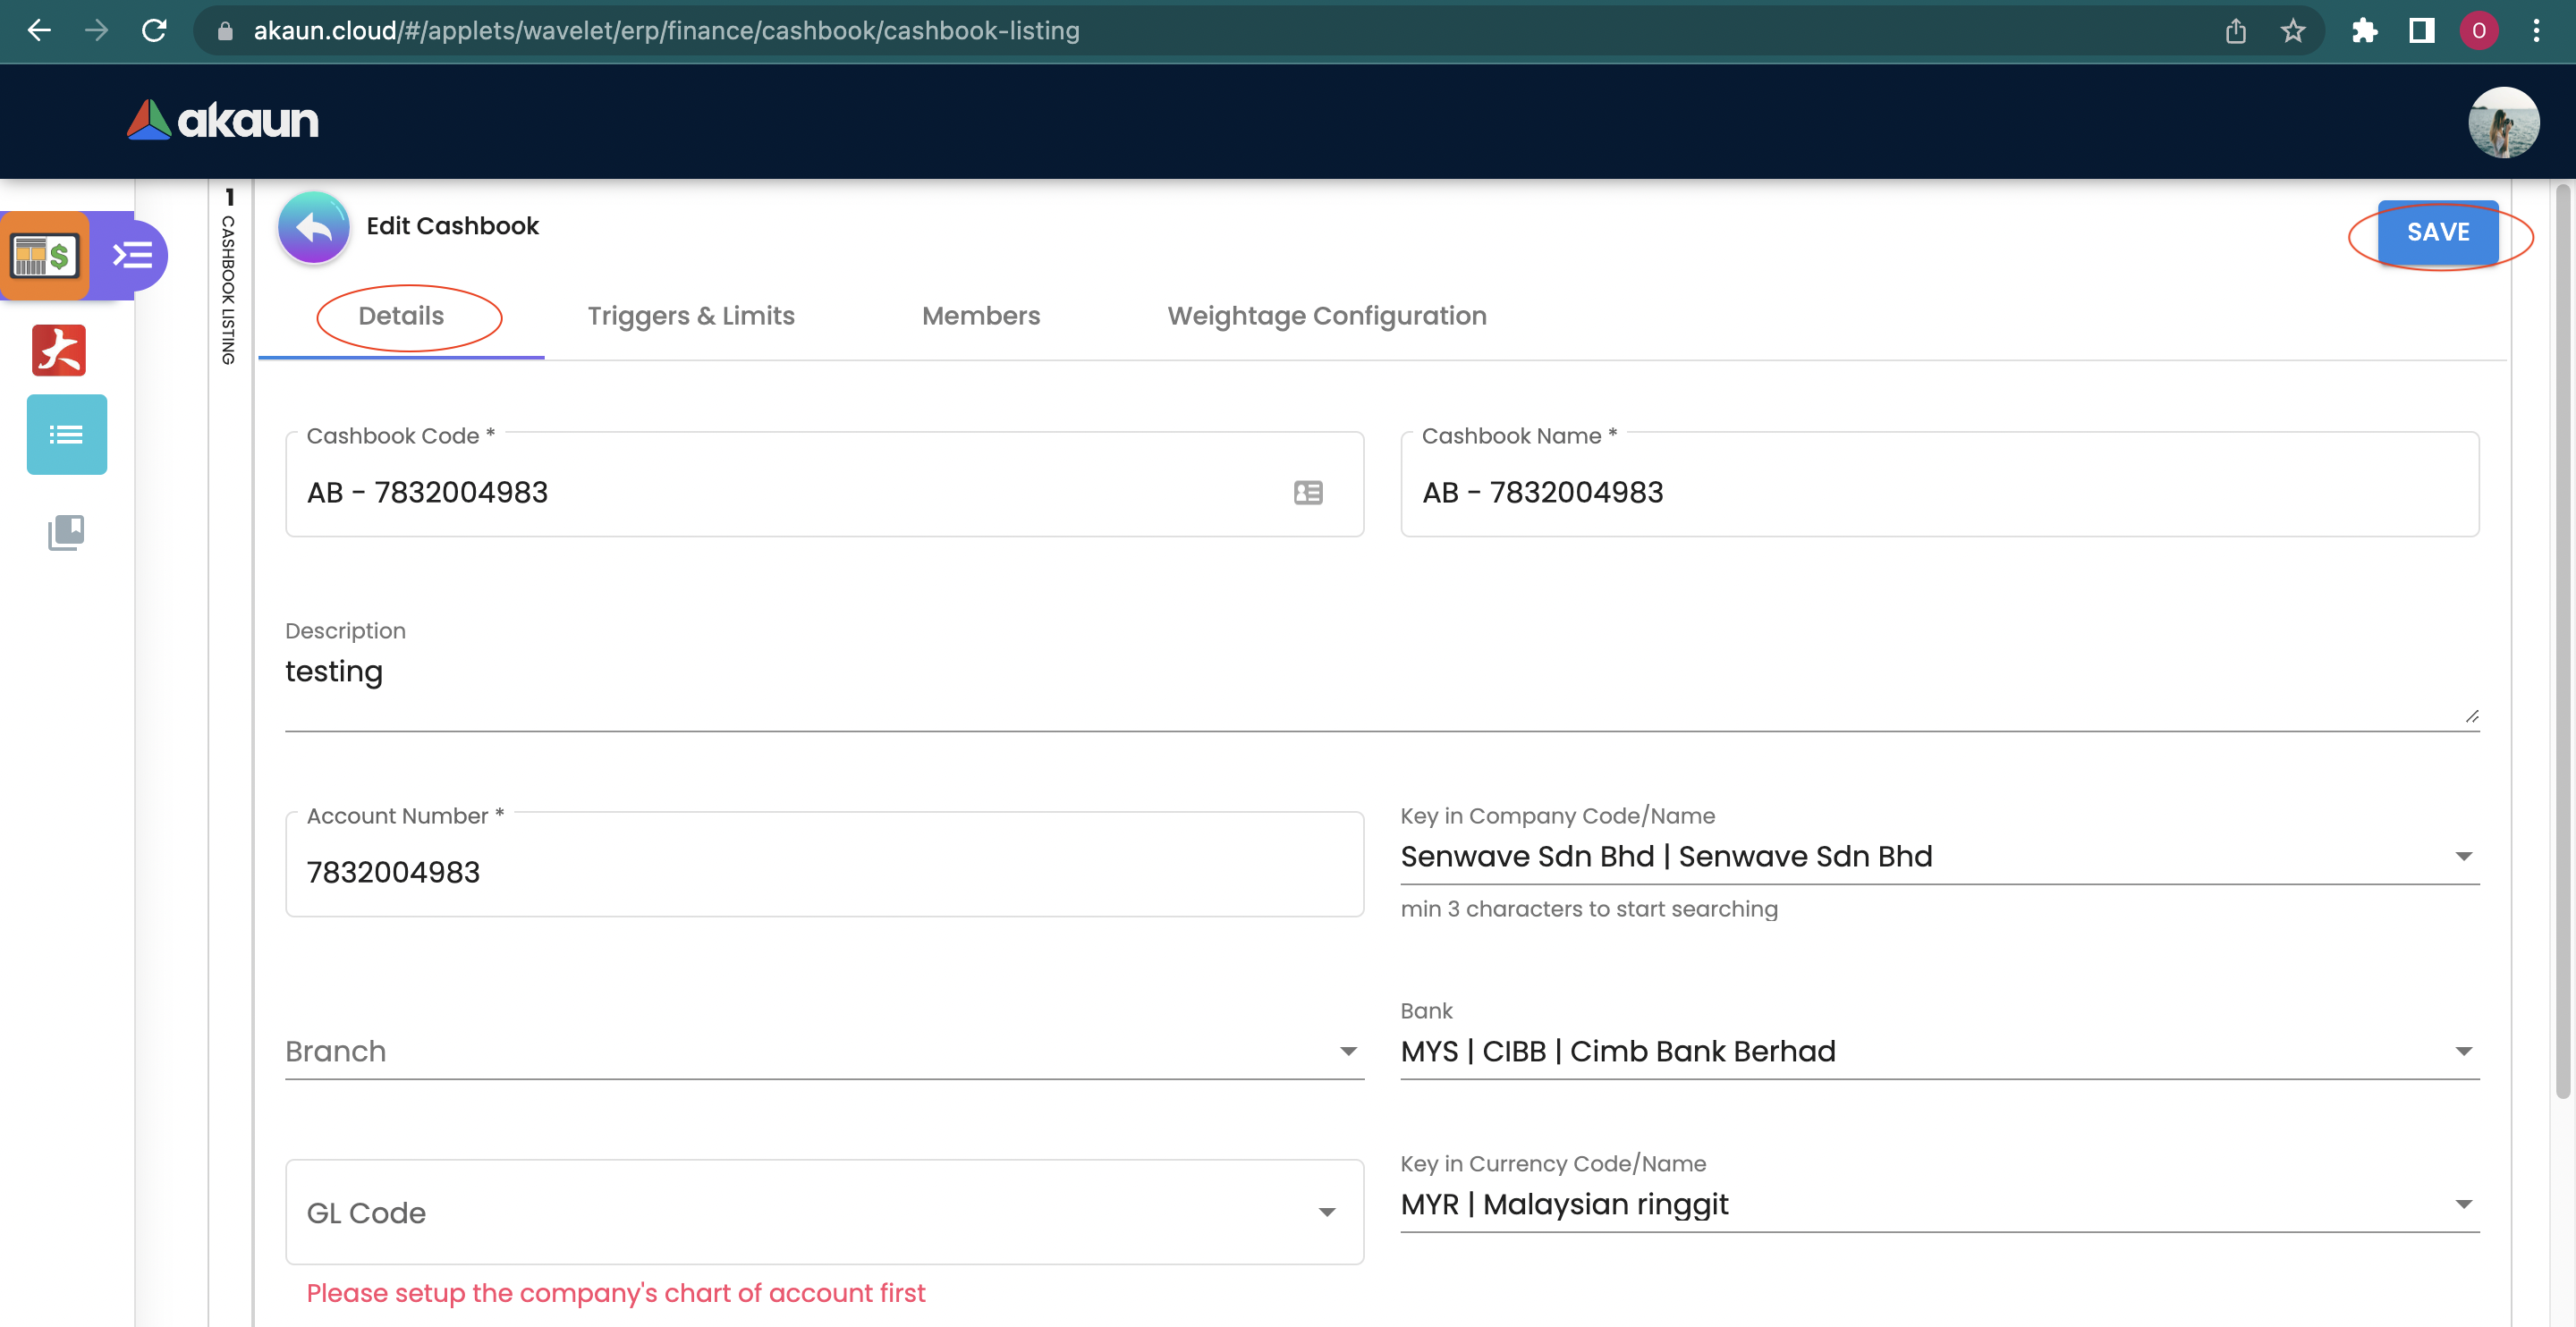 akaun.cloud/#/applets/wavelet/erp/finance/cashbook/cashbook-listing
O
akaun
1
CASHBOOK LISTING
Edit Cashbook
SAVE
Details
Triggers & Limits
Members
Weightage Configuration
Cashbook Code *
AB - 7832004983
Cashbook Name *
AB - 7832004983
Description
testing
Account Number *
7832004983
Key in Company Code/Name
Senwave Sdn Bhd | Senwave Sdn Bhd
min 3 characters to start searching
Branch
Bank
MYS | CIBB | Cimb Bank Berhad
GL Code
Key in Currency Code/Name
MYR | Malaysian ringgit
Please setup the company's chart of account first